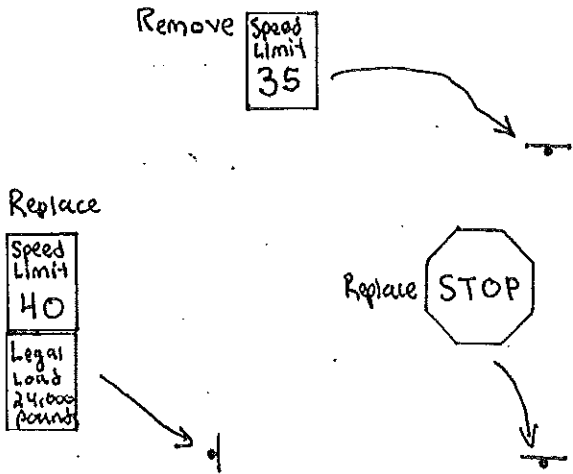 Remove
Speed
Limit
35
Replace
Speed
Limit
40
Legal
Load
24,000
pounds
Replace
STOP